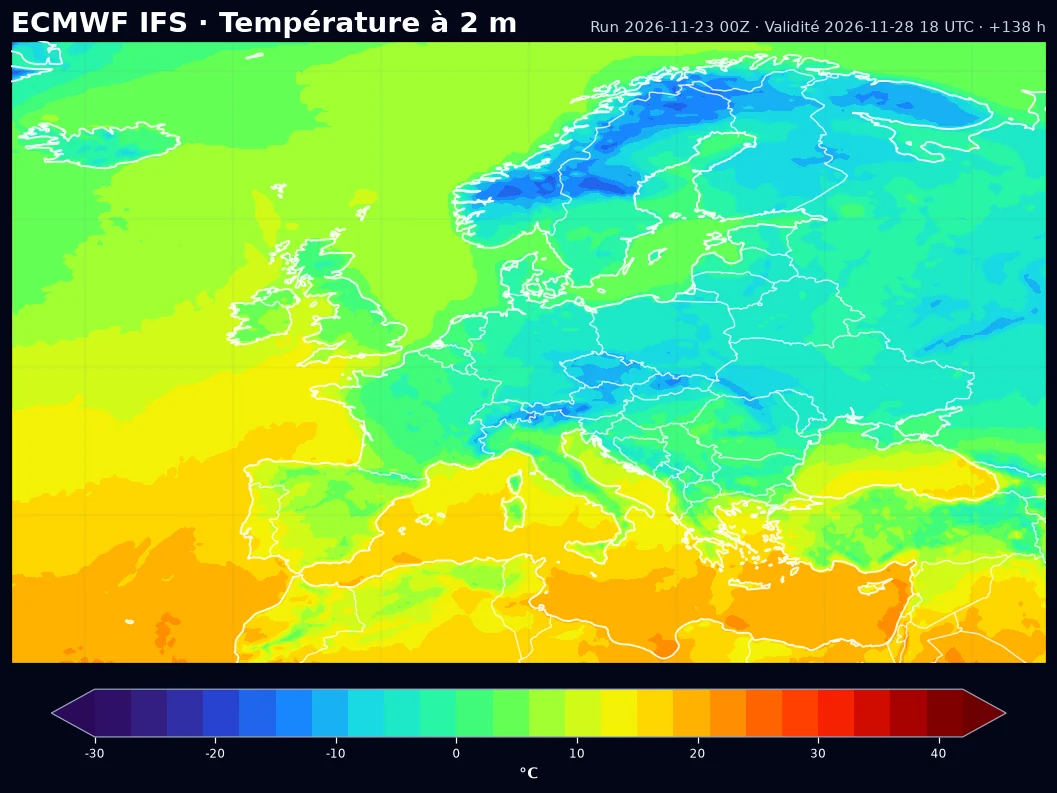 ECMWF IFS · Température à 2 m
Run 2026-11-23 00Z · Validité 2026-11-28 18 UTC · +138 h
-30 -20 -10 0 10 20 30 40
°C